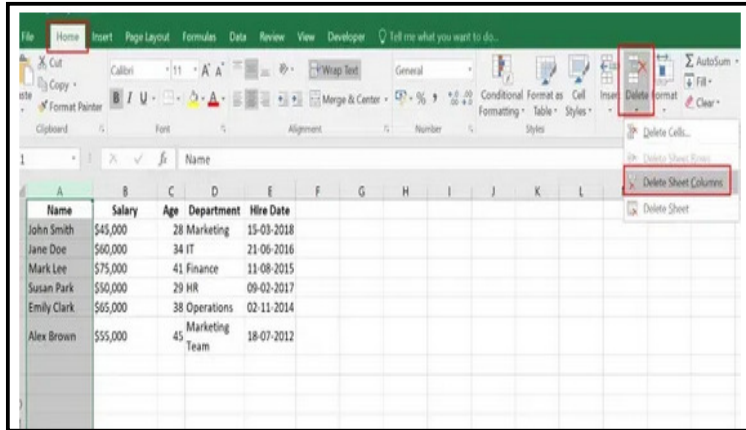 File Home Insert Page Layout Formulas Data Review View Developer Tell me what you want to do...
Cut
Copy
Format Painter
Clipboard
Calibri 11 A A
B I U A
Font
Wrap Text
Merge & Center
Alignment
General
% ,
Number
Conditional Formatting
Format as Table
Cell Styles
Styles
Insert
Delete
Format
AutoSum
Fill
Clear
Delete Cells...
Delete Sheet Rows
Delete Sheet Columns
Delete Sheet
1 fx Name
A B C D E F G H I J K L
Name Salary Age Department Hire Date
John Smith $45,000 28 Marketing 15-03-2018
Jane Doe $60,000 34 IT 21-06-2016
Mark Lee $75,000 41 Finance 11-08-2015
Susan Park $50,000 29 HR 09-02-2017
Emily Clark $65,000 38 Operations 02-11-2014
Alex Brown $55,000 45 Marketing Team 18-07-2012